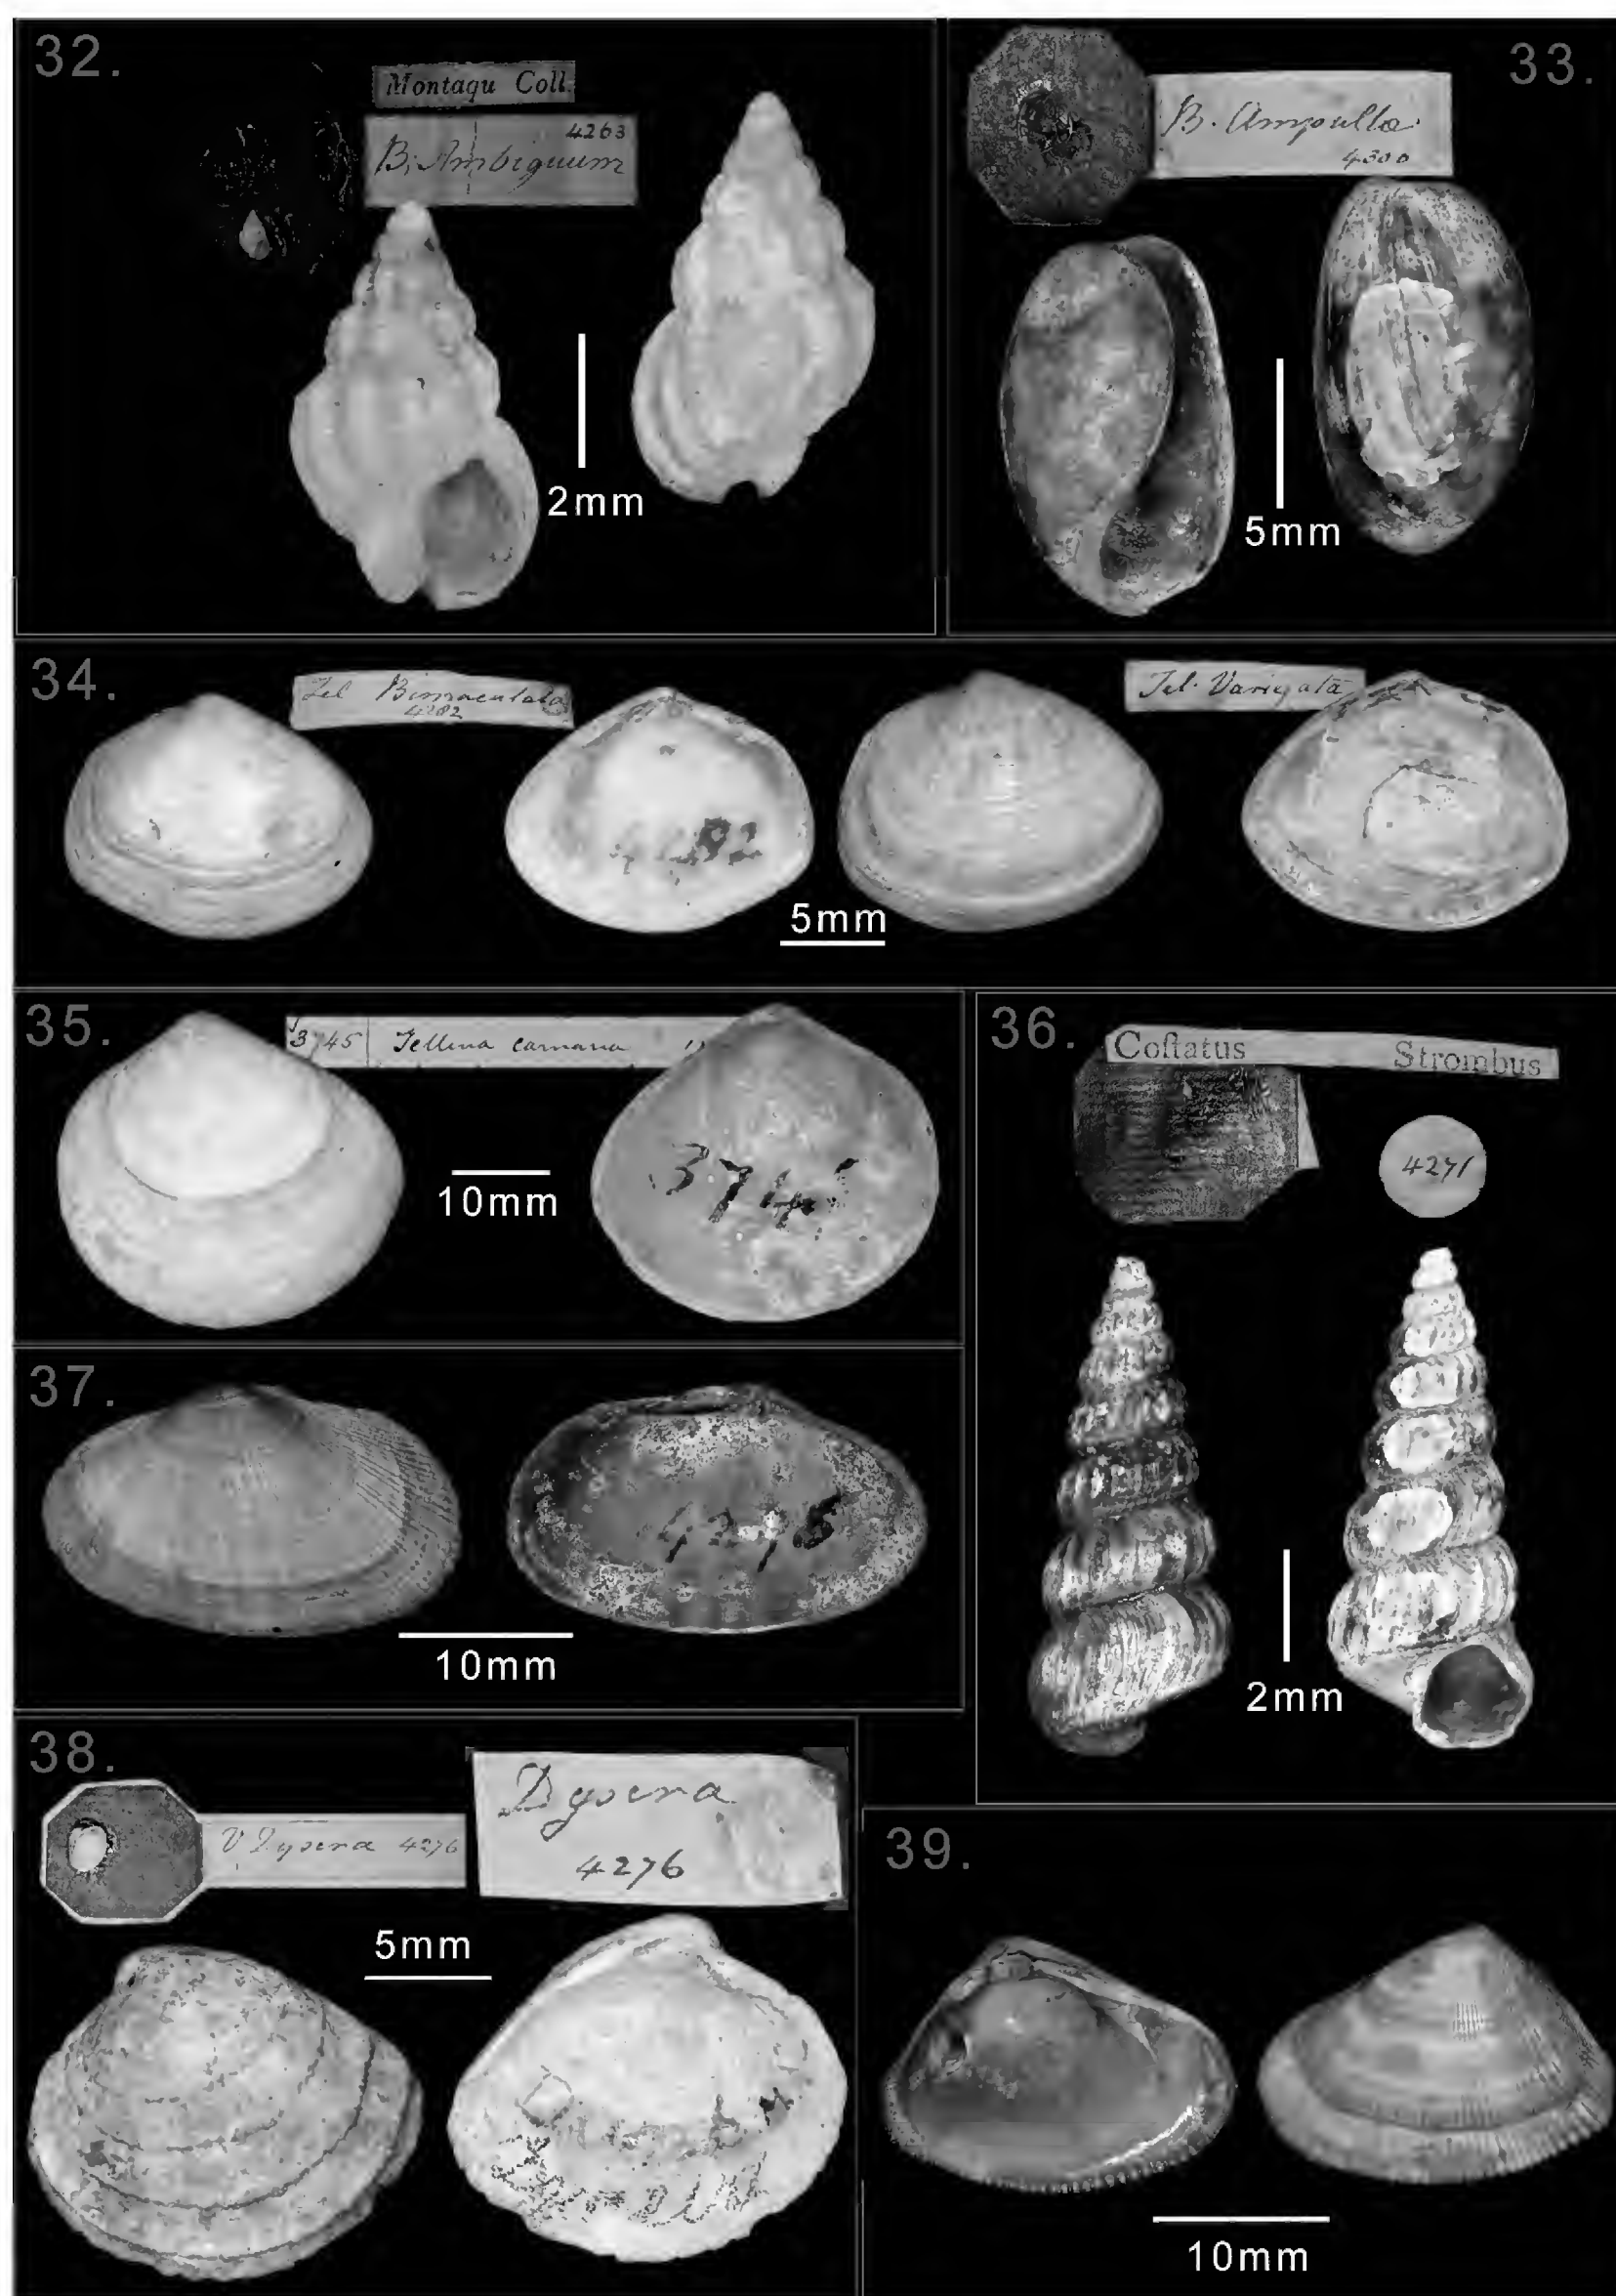 32.
Montagu Coll.
4263
B. Ambiguum
2mm
33.
B. Ampulla
4300
5mm
34.
Tel Bimaculata
4282
Tel. Variegata
5mm
35.
3745 Tellina carnaria
10mm
3745
36.
Coſtatus Strombus
4271
2mm
37.
10mm
38.
V Dysera 4276
Dysera
4276
5mm
39.
10mm